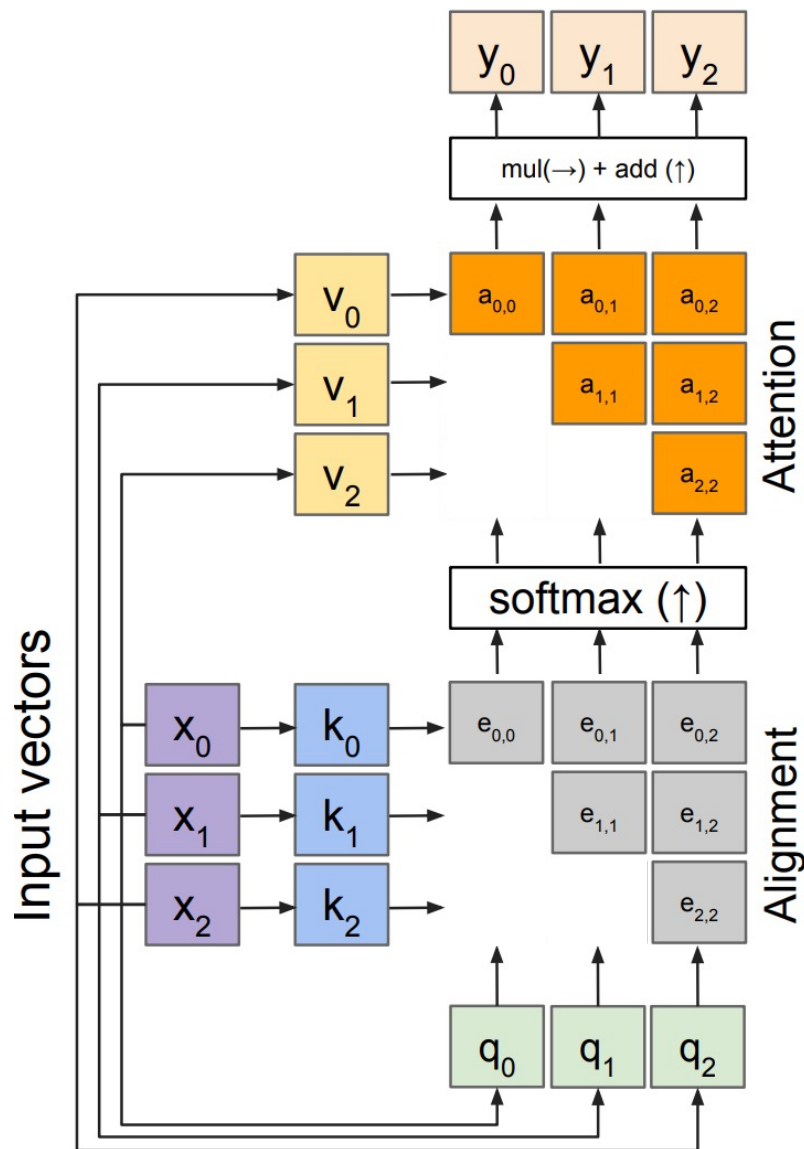 y0 y1 y2
mul(→) + add (↑)
v0 a0,0 a0,1 a0,2
v1 a1,1 a1,2
v2 a2,2
Attention
softmax (↑)
Input vectors
x0 k0 e0,0 e0,1 e0,2
x1 k1 e1,1 e1,2
x2 k2 e2,2
Alignment
q0 q1 q2